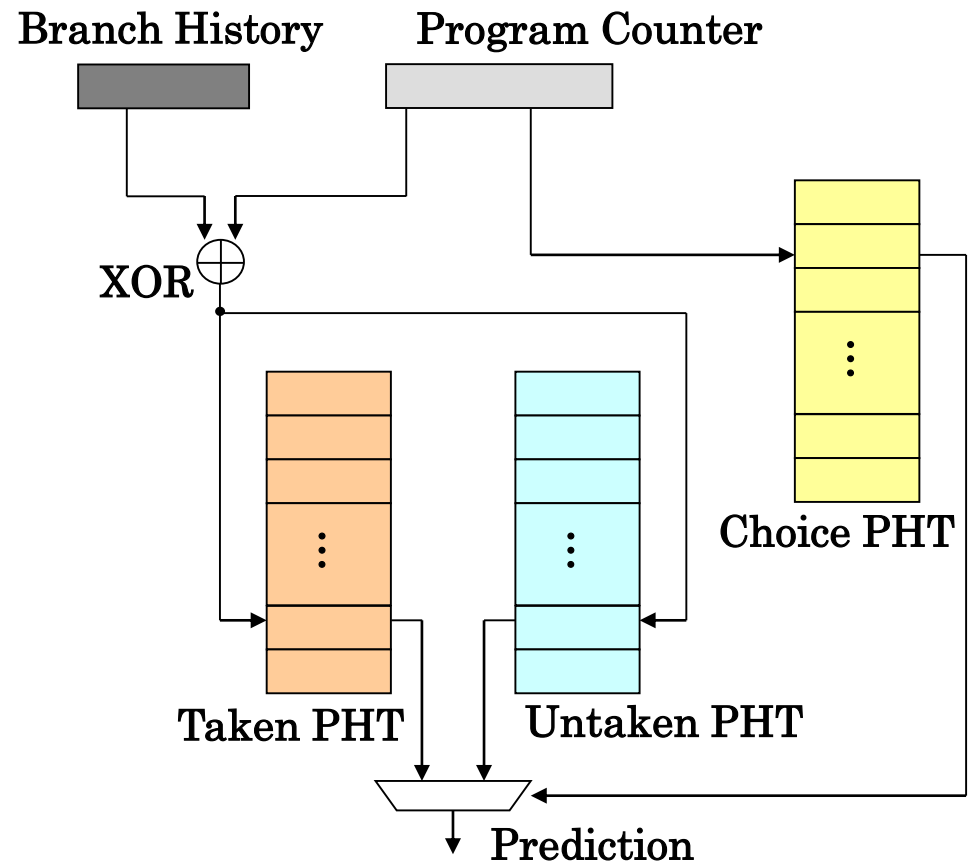 Branch History
Program Counter
XOR
Choice PHT
Taken PHT
Untaken PHT
Prediction